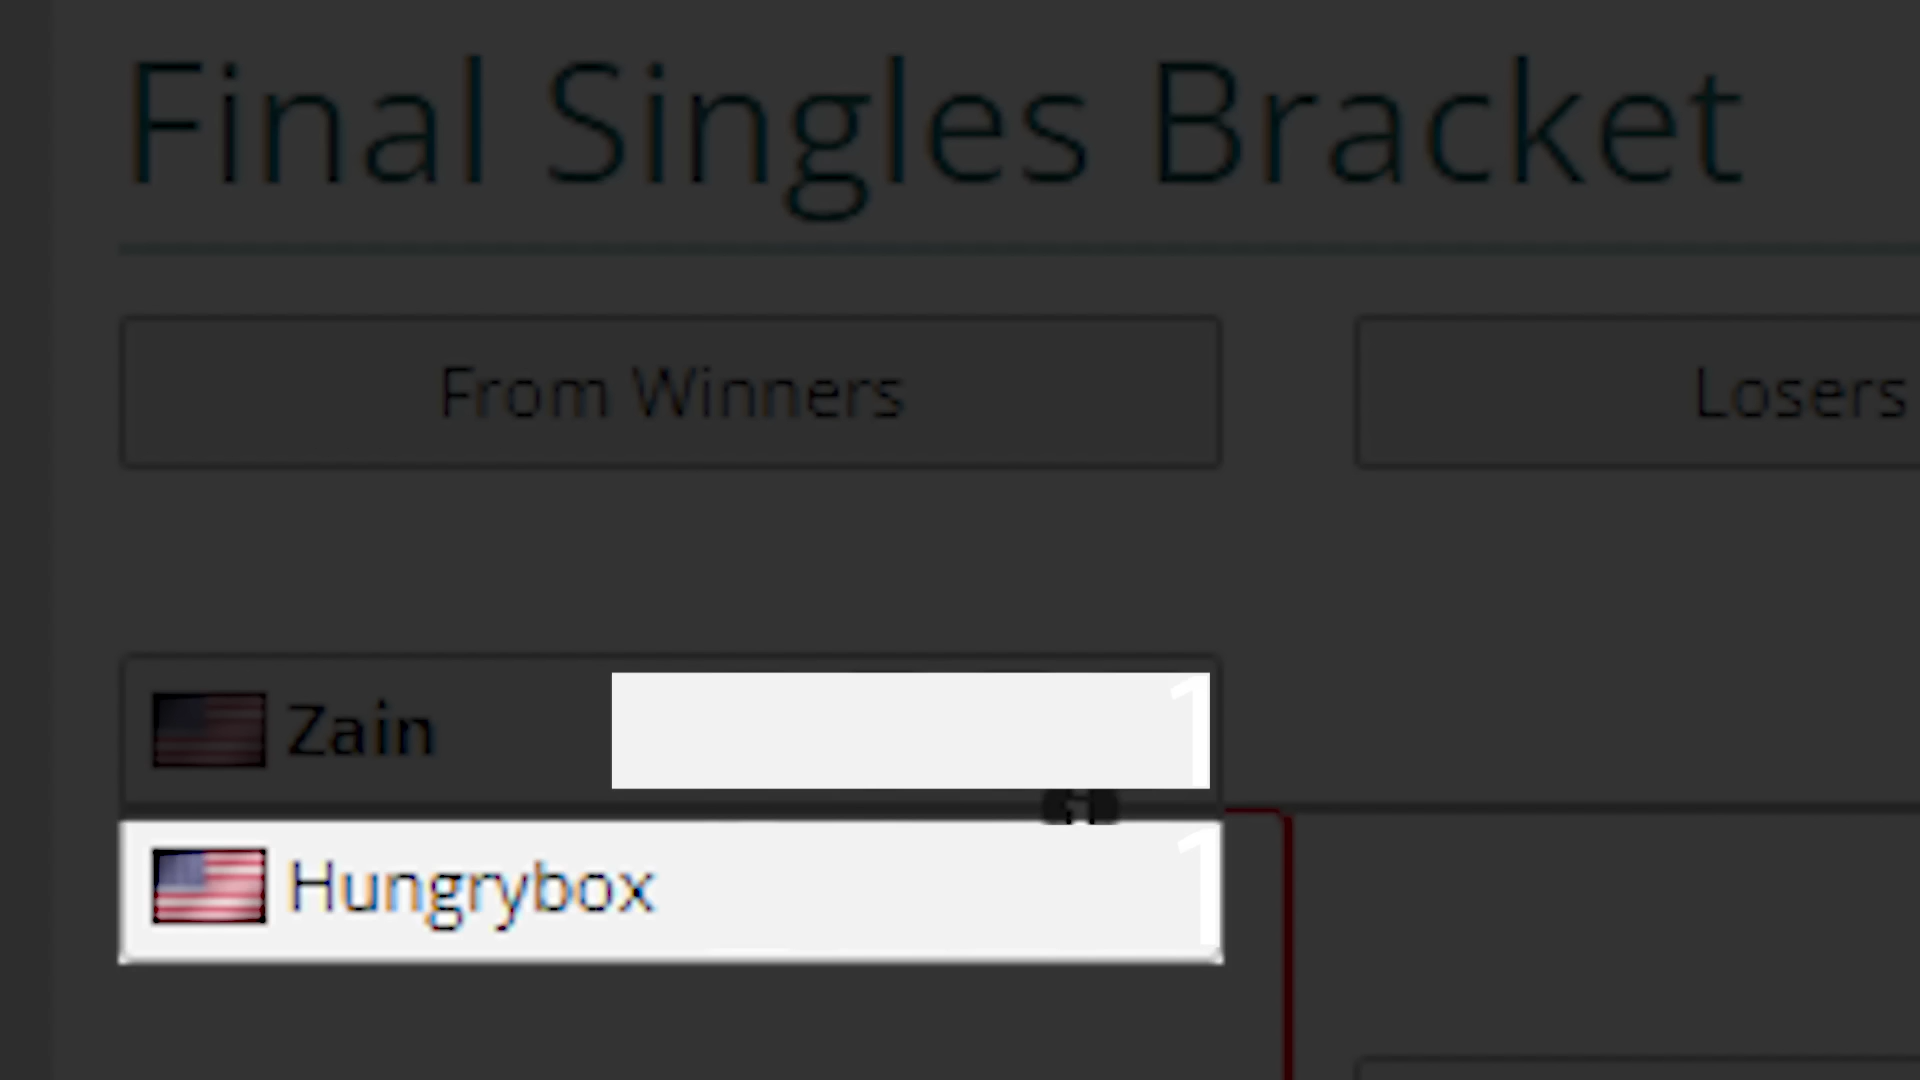 Final Singles Bracket
From Winners
Losers
Zain 1
Hungrybox 1